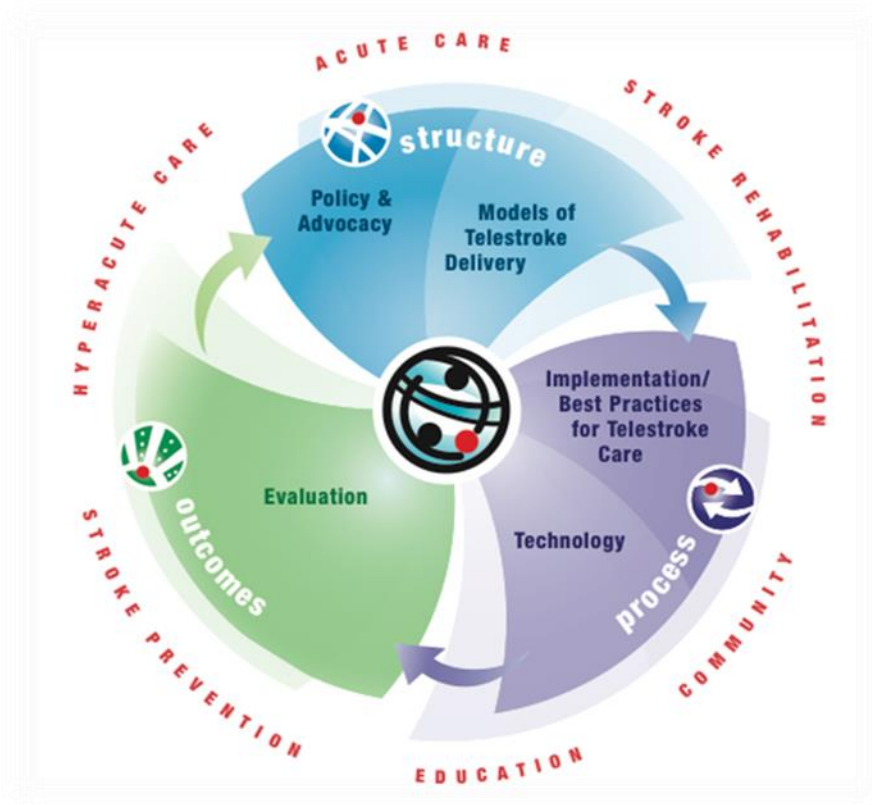 ACUTE CARE
STROKE REHABILITATION
HYPERACUTE CARE
structure
Policy &
Advocacy
Models of
Telestroke
Delivery
Implementation/
Best Practices
for Telestroke
Care
Technology
process
Evaluation
outcomes
STROKE PREVENTION
COMMUNITY
EDUCATION